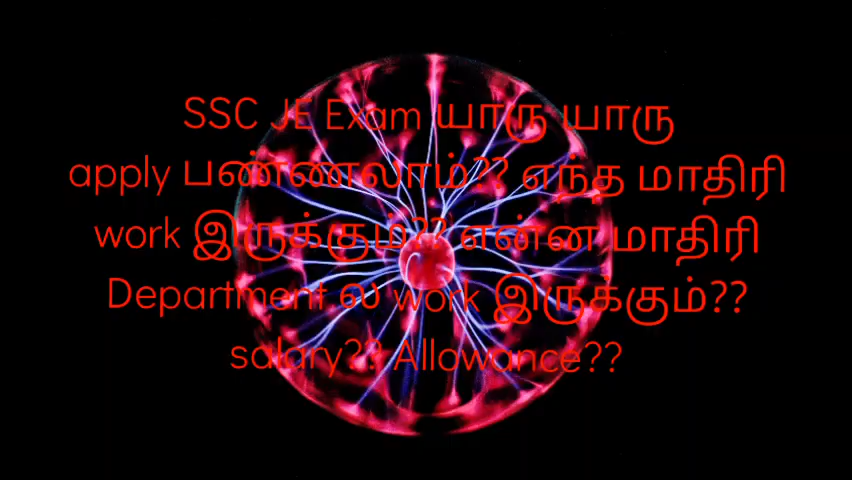 SSC JE Exam யாரு யாரு
apply பண்ணலாம்?? எந்த மாதிரி
work இருக்கும்?? என்ன மாதிரி
Department ல work இருக்கும்??
salary?? Allowance??